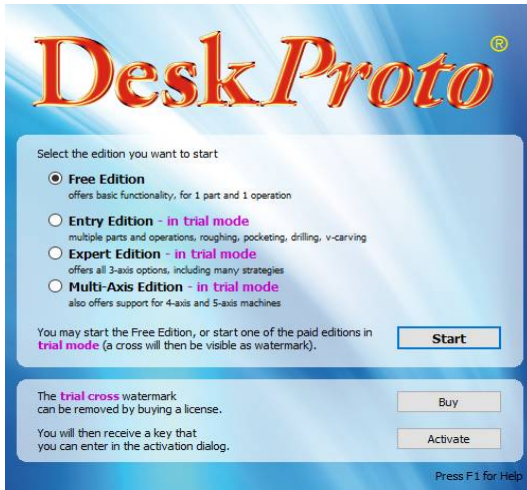 DeskProto®
Select the edition you want to start
Free Edition
offers basic functionality, for 1 part and 1 operation
Entry Edition - in trial mode
multiple parts and operations, roughing, pocketing, drilling, v-carving
Expert Edition - in trial mode
offers all 3-axis options, including many strategies
Multi-Axis Edition - in trial mode
also offers support for 4-axis and 5-axis machines
You may start the Free Edition, or start one of the paid editions in
trial mode (a cross will then be visible as watermark).
Start
The trial cross watermark
can be removed by buying a license.
Buy
You will then receive a key that
you can enter in the activation dialog.
Activate
Press F1 for Help